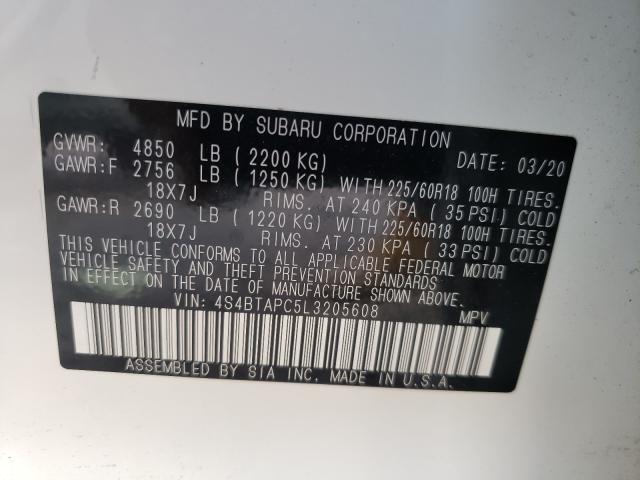 MFD BY SUBARU CORPORATION
GVWR: 4850 LB ( 2200 KG) DATE: 03/20
GAWR:F 2756 LB ( 1250 KG) WITH 225/60R18 100H TIRES.
18X7J RIMS. AT 240 KPA ( 35 PSI) COLD
GAWR:R 2690 LB ( 1220 KG) WITH 225/60R18 100H TIRES.
18X7J RIMS. AT 230 KPA ( 33 PSI) COLD
THIS VEHICLE CONFORMS TO ALL APPLICABLE FEDERAL MOTOR
VEHICLE SAFETY AND THEFT PREVENTION STANDARDS
IN EFFECT ON THE DATE OF MANUFACTURE SHOWN ABOVE.
VIN: 4S4BTAPC5L3205608 MPV
ASSEMBLED BY SIA INC. MADE IN U.S.A.